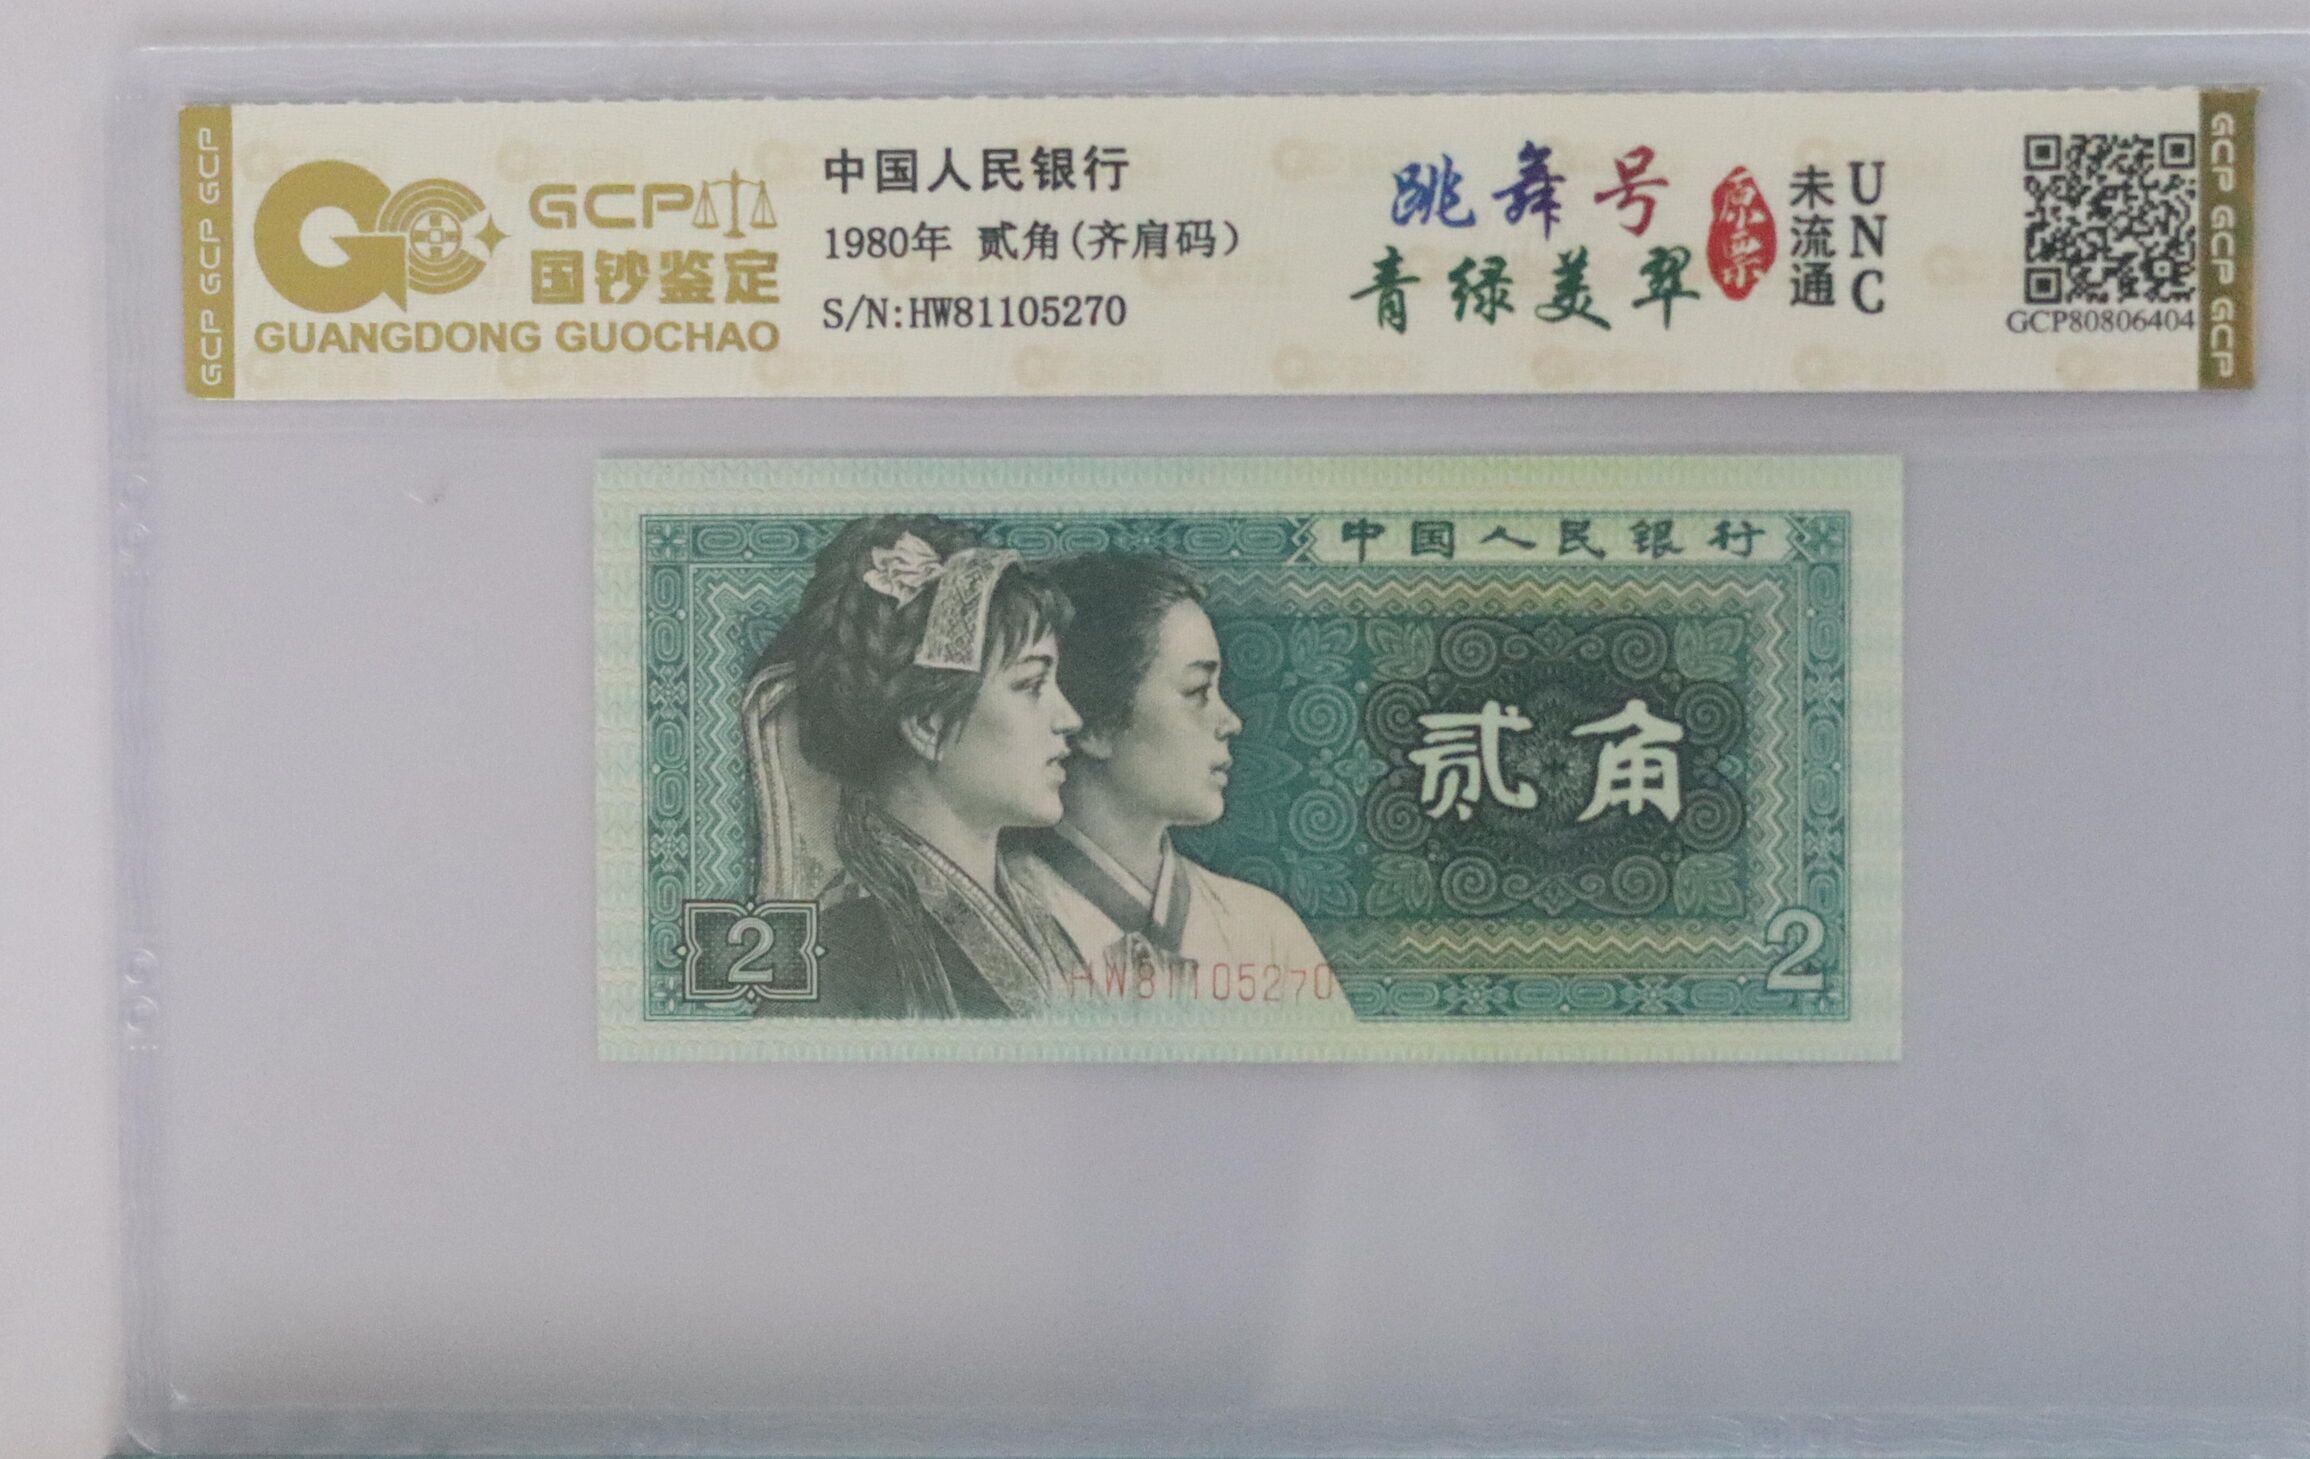 GCP GCP GCP
GCP
国钞鉴定
GUANGDONG GUOCHAO
中国人民银行
1980年 贰角(齐肩码)
S/N:HW81105270
跳舞号
青绿美翠
原票
未流通
UNC
GCP80806404
GCP GCP GCP
中国人民银行
贰角
2
HW81105270
2